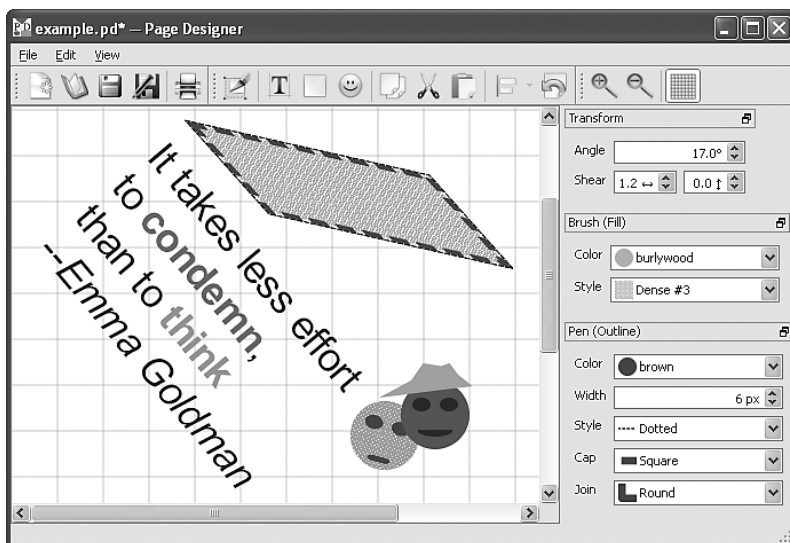 example.pd* — Page Designer
File Edit View
T
It takes less effort
to condemn,
than to think
--Emma Goldman
Transform
Angle 17.0°
Shear 1.2 ↔ 0.0 ↕
Brush (Fill)
Color burlywood
Style Dense #3
Pen (Outline)
Color brown
Width 6 px
Style Dotted
Cap Square
Join Round